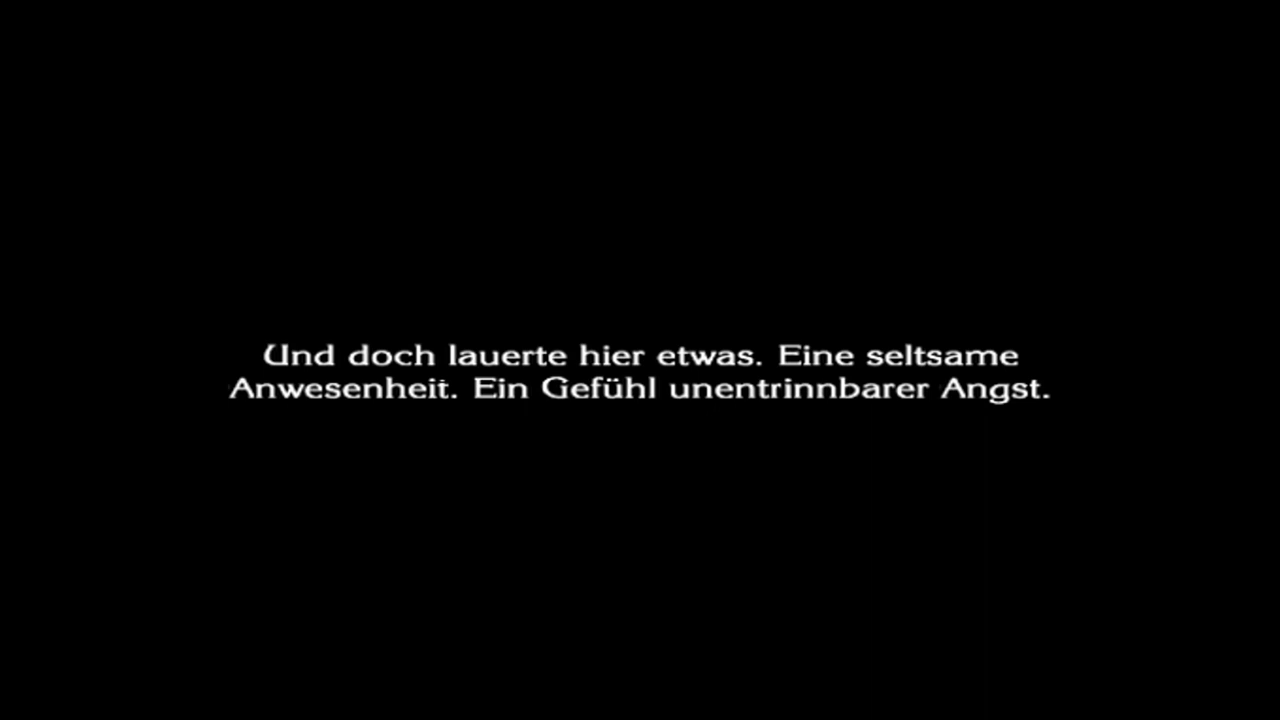 Und doch lauerte hier etwas. Eine seltsame
Anwesenheit. Ein Gefühl unentrinnbarer Angst.